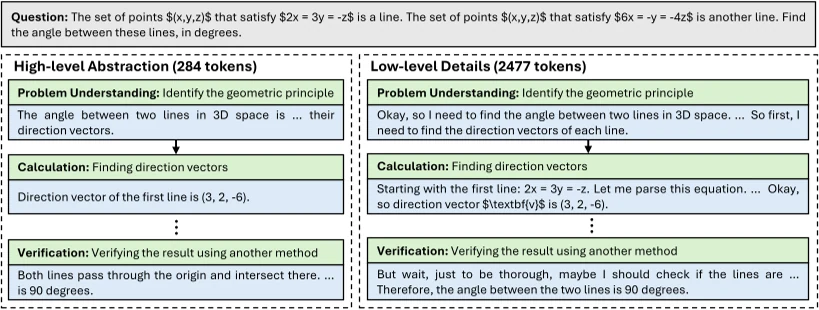 Question: The set of points $(x,y,z)$ that satisfy $2x = 3y = -z$ is a line. The set of points $(x,y,z)$ that satisfy $6x = -y = -4z$ is another line. Find
the angle between these lines, in degrees.
High-level Abstraction (284 tokens)
Problem Understanding: Identify the geometric principle
The angle between two lines in 3D space is ... their
direction vectors.
Calculation: Finding direction vectors
Direction vector of the first line is (3, 2, -6).
Verification: Verifying the result using another method
Both lines pass through the origin and intersect there. ...
is 90 degrees.
Low-level Details (2477 tokens)
Problem Understanding: Identify the geometric principle
Okay, so I need to find the angle between two lines in 3D space. ... So first, I
need to find the direction vectors of each line.
Calculation: Finding direction vectors
Starting with the first line: 2x = 3y = -z. Let me parse this equation. ... Okay,
so direction vector $\textbf{v}$ is (3, 2, -6).
Verification: Verifying the result using another method
But wait, just to be thorough, maybe I should check if the lines are ...
Therefore, the angle between the two lines is 90 degrees.